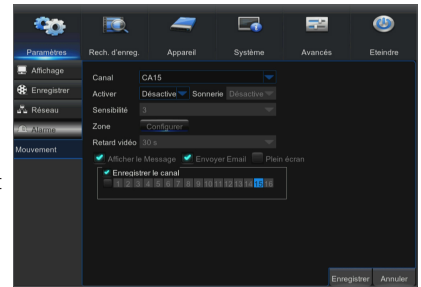 Paramètres Rech. d'enreg. Appareil Système Avancés Eteindre
Affichage
Enregistrer
Réseau
Alarme
Mouvement
Canal CA15
Activer Désactive Sonnerie Désactive
Sensibilité 3
Zone Configurer
Retard vidéo 30 s
Afficher le Message Envoyer Email Plein écran
Enregistrer le canal
1 2 3 4 5 6 7 8 9 10 11 12 13 14 15 16
Enregistrer Annuler
t